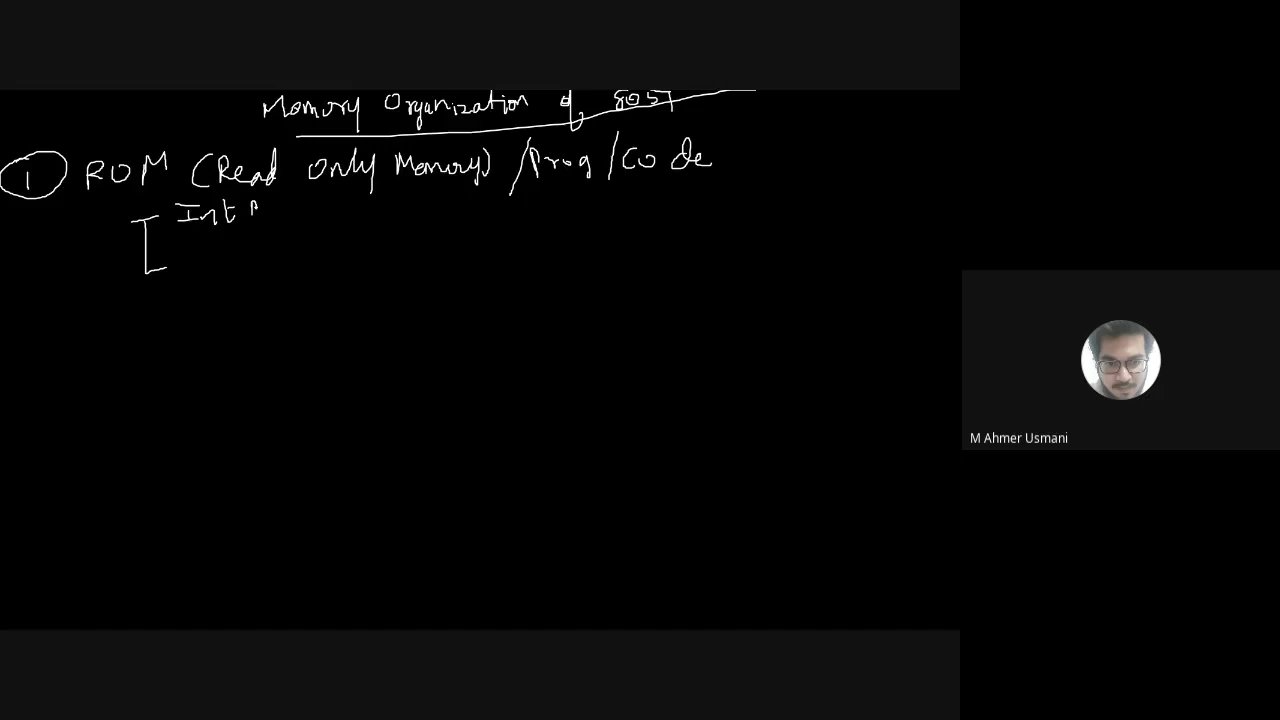 Memory Organization of 8051
1 ROM (Read Only Memory) /Prog/Code
Int
M Ahmer Usmani